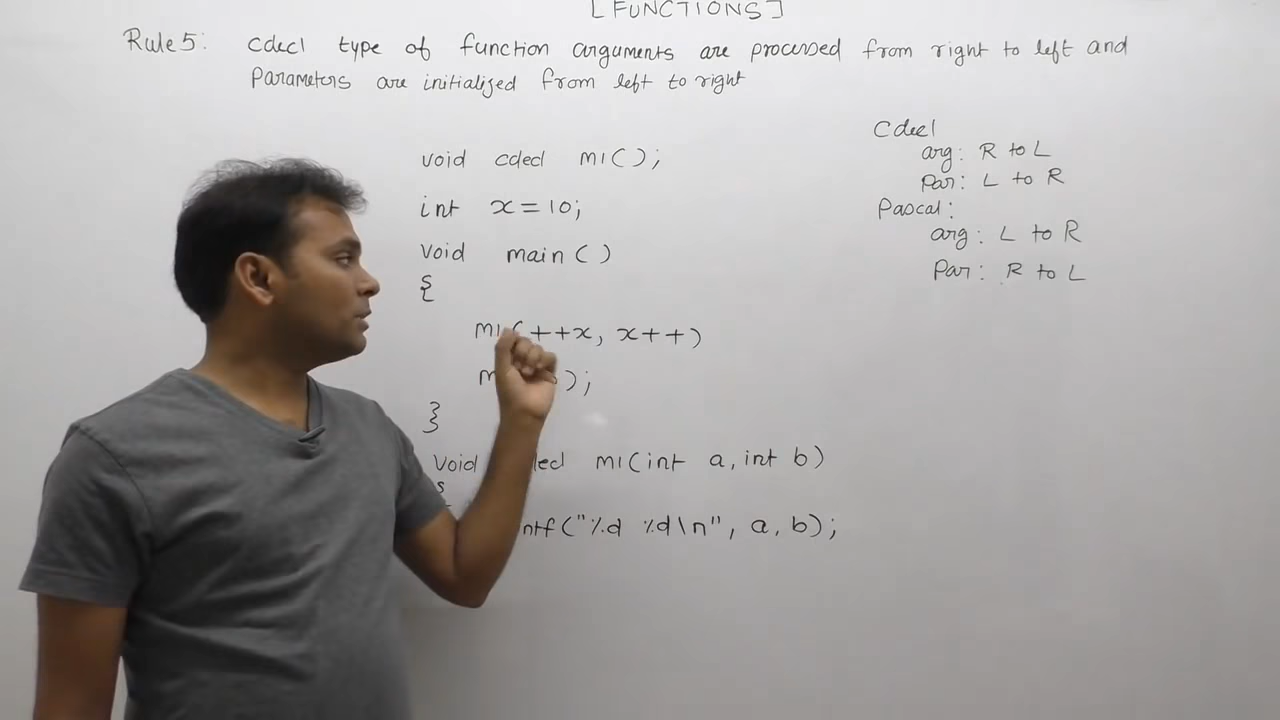 [FUNCTIONS]
Rule 5: cdecl type of function arguments are processed from right to left and
Parameters are initialized from left to right
void cdecl m1();
int x=10;
void main()
{
m1(++x, x++)
);
}
void m1(int a, int b)
{
("%d %d\n", a, b);
Cdecl
arg: R to L
Par: L to R
Pascal:
arg: L to R
Par: R to L